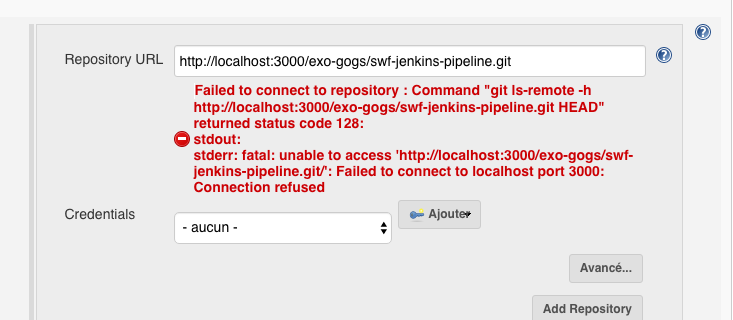 Repository URL http://localhost:3000/exo-gogs/swf-jenkins-pipeline.git
Failed to connect to repository : Command "git ls-remote -h
http://localhost:3000/exo-gogs/swf-jenkins-pipeline.git HEAD"
returned status code 128:
stdout:
stderr: fatal: unable to access 'http://localhost:3000/exo-gogs/swf-
jenkins-pipeline.git/': Failed to connect to localhost port 3000:
Connection refused
Credentials - aucun - Ajouter
Avancé...
Add Repository